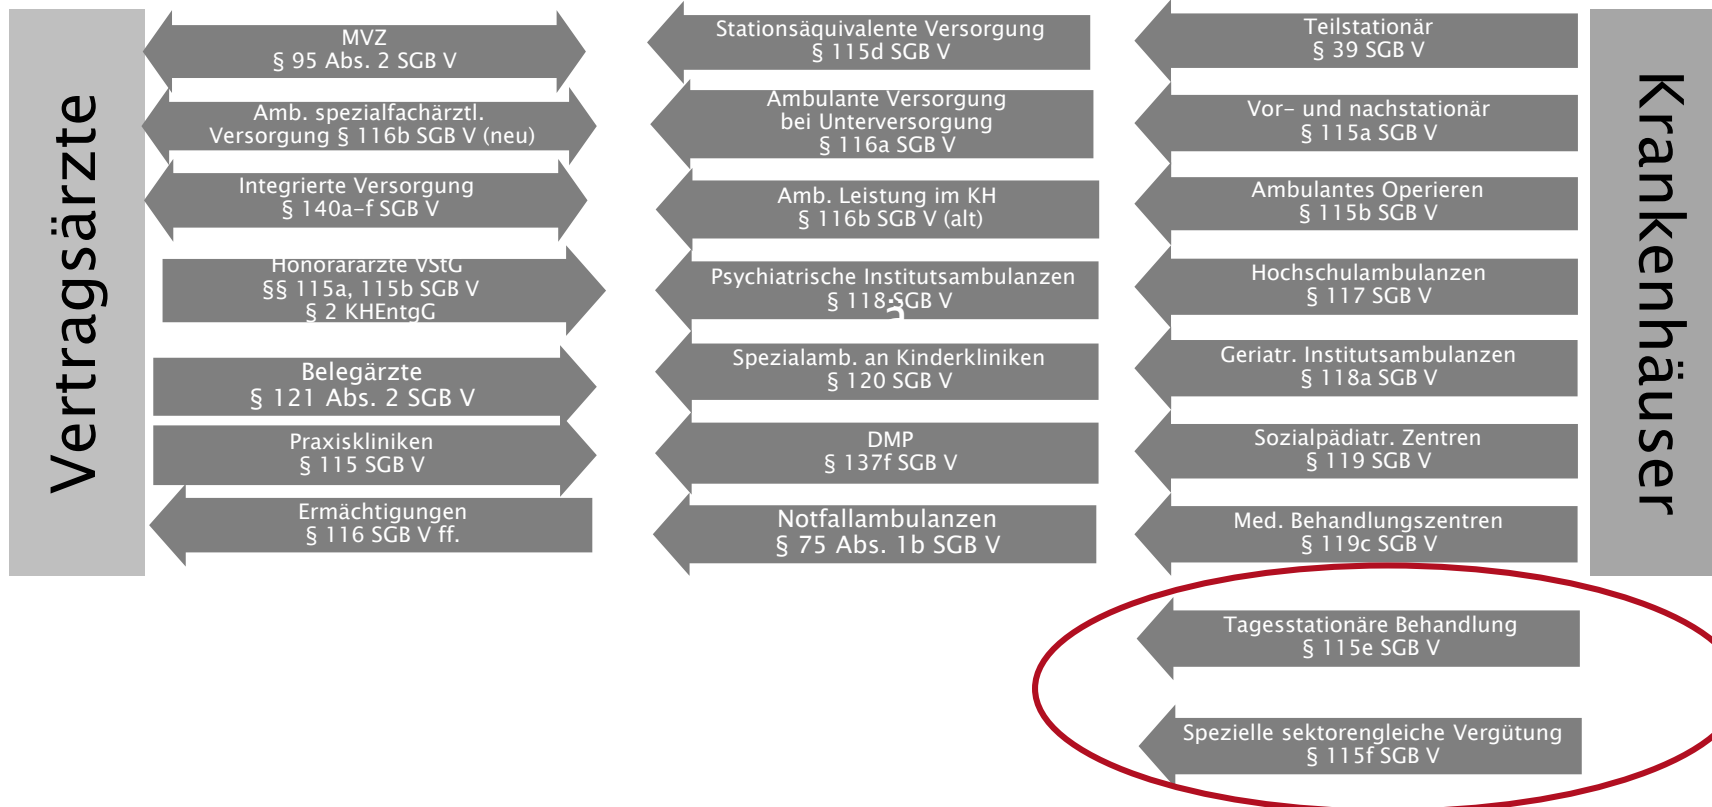 Vertragsärzte
MVZ
§ 95 Abs. 2 SGB V
Amb. spezialfachärztl.
Versorgung § 116b SGB V (neu)
Integrierte Versorgung
§ 140a–f SGB V
Honorarärzte VStG
§§ 115a, 115b SGB V
§ 2 KHEntgG
Belegärzte
§ 121 Abs. 2 SGB V
Praxiskliniken
§ 115 SGB V
Ermächtigungen
§ 116 SGB V ff.
Stationsäquivalente Versorgung
§ 115d SGB V
Ambulante Versorgung
bei Unterversorgung
§ 116a SGB V
Amb. Leistung im KH
§ 116b SGB V (alt)
Psychiatrische Institutsambulanzen
§ 118 SGB V
Spezialamb. an Kinderkliniken
§ 120 SGB V
DMP
§ 137f SGB V
Notfallambulanzen
§ 75 Abs. 1b SGB V
Teilstationär
§ 39 SGB V
Vor– und nachstationär
§ 115a SGB V
Ambulantes Operieren
§ 115b SGB V
Hochschulambulanzen
§ 117 SGB V
Geriatr. Institutsambulanzen
§ 118a SGB V
Sozialpädiatr. Zentren
§ 119 SGB V
Med. Behandlungszentren
§ 119c SGB V
Tagesstationäre Behandlung
§ 115e SGB V
Spezielle sektorengleiche Vergütung
§ 115f SGB V
Krankenhäuser